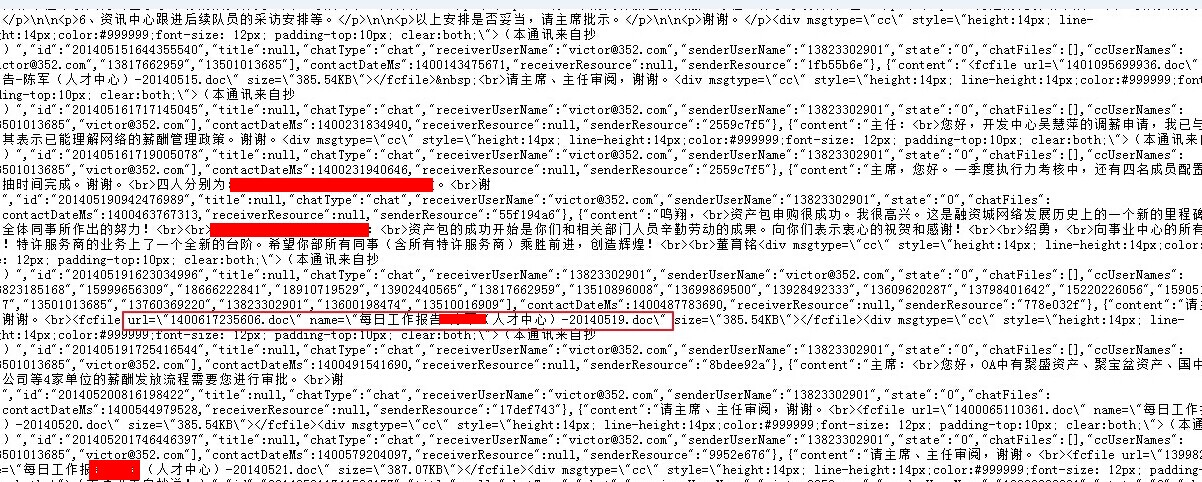 </p>\n\n<p>6、资讯中心跟进后续队员的采访安排等。</p>\n\n<p>以上安排是否妥当，请主席批示。</p>\n\n<p>谢谢。</p><div msgtype=\"cc\" style=\"height:14px; line-
ght:14px;color:#999999;font-size: 12px; padding-top:10px; clear:both;\">(本通讯来自抄
) ","id":"201405151644355540","title":null,"chatType":"chat","receiverUserName":"victor@352.com","senderUserName":"13823302901","state":"0","chatFiles":[],"ccUserNames":
ctor@352.com","13817662959","13501013685"],"contactDateMs":1400143475671,"receiverResource":null,"senderResource":"1fb55b6e"},{"content":"<fcfile url=\"1401095699936.doc\"
告-陈军（人才中心）-20140515.doc\" size=\"385.54KB\"></fcfile>&nbsp;<br>请主席、主任审阅，谢谢。<div msgtype=\"cc\" style=\"height:14px; line-height:14px;color:#999999;font
ng-top:10px; clear:both;\">(本通讯来自抄
) ","id":"201405161717145045","title":null,"chatType":"chat","receiverUserName":"victor@352.com","senderUserName":"13823302901","state":"0","chatFiles":[],"ccUserNames":
3501013685","victor@352.com"],"contactDateMs":1400231834940,"receiverResource":null,"senderResource":"2559c7f5"},{"content":"主任：<br>您好，开发中心吴慧萍的调薪申请，我已与
其表示已能理解网络的薪酬管理政策。谢谢。<div msgtype=\"cc\" style=\"height:14px; line-height:14px;color:#999999;font-size: 12px; padding-top:10px; clear:both;\">(本通讯来自
) ","id":"201405161719005078","title":null,"chatType":"chat","receiverUserName":"victor@352.com","senderUserName":"13823302901","state":"0","chatFiles":[],"ccUserNames":
3501013685","victor@352.com"],"contactDateMs":1400231940646,"receiverResource":null,"senderResource":"2559c7f5"},{"content":"主席，您好。一季度执行力考核中，还有四名成员配置
抽时间完成。谢谢。<br>四人分别为 。<br>谢
","id":"201405190942476989","title":null,"chatType":"chat","receiverUserName":"victor@352.com","senderUserName":"13823302901","state":"0","chatFiles":[],"ccUserNames":
contactDateMs":1400463767313,"receiverResource":null,"senderResource":"55f194a6"},{"content":"鸣翔，<br>资产包申购很成功。我很高兴。这是融资城网络发展历史上的一个新的里程碑
全体同事所作出的努力！<br><br> <br>资产包的成功开始是你们和相关部门人员辛勤劳动的成果。向你们表示衷心的祝贺和感谢！<br><br>绍勇，<br>向事业中心的所有
！特许服务商的业务上了一个全新的台阶。希望你部所有同事（含所有特许服务商）乘胜前进，创造辉煌！<br><br>董育铭<div msgtype=\"cc\" style=\"height:14px; line-
e: 12px; padding-top:10px; clear:both;\">(本通讯来自抄
","id":"201405191623034996","title":null,"chatType":"chat","receiverUserName":"13823302901","senderUserName":"victor@352.com","state":"0","chatFiles":[],"ccUserNames":
3823185168","15999656309","18666222841","18910719529","13902440565","13817662959","13510896008","13699869500","13928492333","13609620287","13798401642","15220226056","159051
7","13501013685","13760369220","13823302901","13600198474","13510016909"],"contactDateMs":1400487783690,"receiverResource":null,"senderResource":"778e032f"},{"content":"请主
谢谢。<br><fcfile url=\"1400617235606.doc\" name=\"每日工作报告 （人才中心）-20140519.doc\" size=\"385.54KB\"></fcfile><div msgtype=\"cc\" style=\"height:14px; line-
ght:14px;color:#999999;font-size: 12px; padding-top:10px; clear:both;\">(本通讯来自抄
) ","id":"201405191725416544","title":null,"chatType":"chat","receiverUserName":"victor@352.com","senderUserName":"13823302901","state":"0","chatFiles":[],"ccUserNames":
3501013685","victor@352.com"],"contactDateMs":1400491541690,"receiverResource":null,"senderResource":"8bdee92a"},{"content":"主席：<br>您好，OA中有聚盛资产、聚宝盆资产、国中
公司等4家单位的薪酬发放流程需要您进行审批。<br>谢
","id":"201405200816198422","title":null,"chatType":"chat","receiverUserName":"victor@352.com","senderUserName":"13823302901","state":"0","chatFiles":[],"ccUserNames":
contactDateMs":1400544979528,"receiverResource":null,"senderResource":"17def743"},{"content":"请主席、主任审阅，谢谢。<br><fcfile url=\"1400065110361.doc\" name=\"每日工作
）-20140520.doc\" size=\"385.54KB\"></fcfile><div msgtype=\"cc\" style=\"height:14px; line-height:14px;color:#999999;font-size: 12px; padding-top:10px; clear:both;\">(本通
) ","id":"201405201746446397","title":null,"chatType":"chat","receiverUserName":"victor@352.com","senderUserName":"13823302901","state":"0","chatFiles":[],"ccUserNames":
3501013685","victor@352.com"],"contactDateMs":1400579204097,"receiverResource":null,"senderResource":"9952e676"},{"content":"请主席、主任审阅，谢谢。<br><fcfile url=\"13998
e=\"每日工作报 （人才中心）-20140521.doc\" size=\"387.07KB\"></fcfile><div msgtype=\"cc\" style=\"height:14px; line-height:14px;color:#999999;font-size: 12px; padding